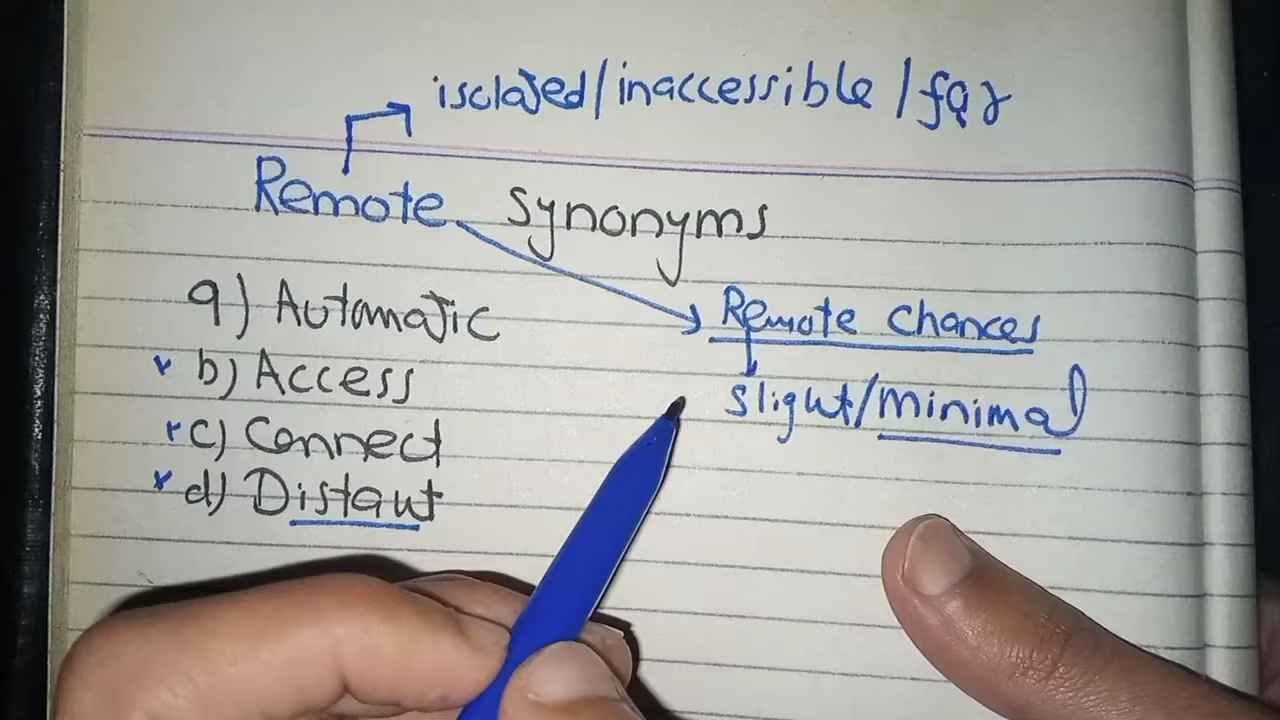 isolated/inaccessible/far
Remote synonyms
a) Automatic
Remote chances
b) Access
slight/minimal
c) Connect
d) Distant